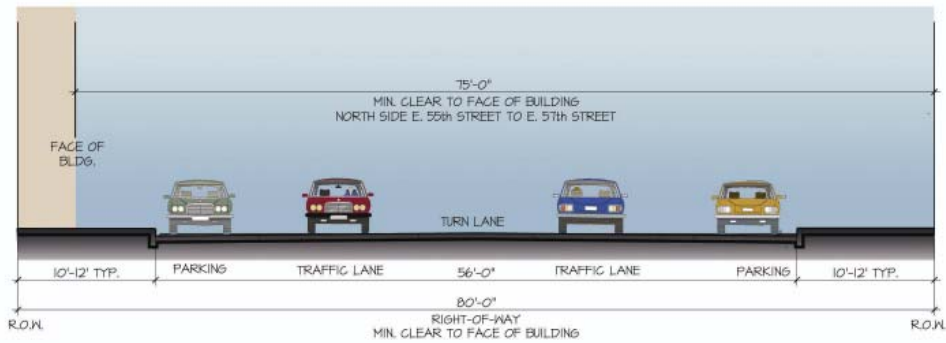 75'-0"
MIN. CLEAR TO FACE OF BUILDING
NORTH SIDE E. 55th STREET TO E. 57th STREET
FACE OF
BLDG.
TURN LANE
10'-12' TYP.
PARKING
TRAFFIC LANE
56'-0"
TRAFFIC LANE
PARKING
10'-12' TYP.
80'-0"
R.O.W.
RIGHT-OF-WAY
R.O.W.
MIN. CLEAR TO FACE OF BUILDING